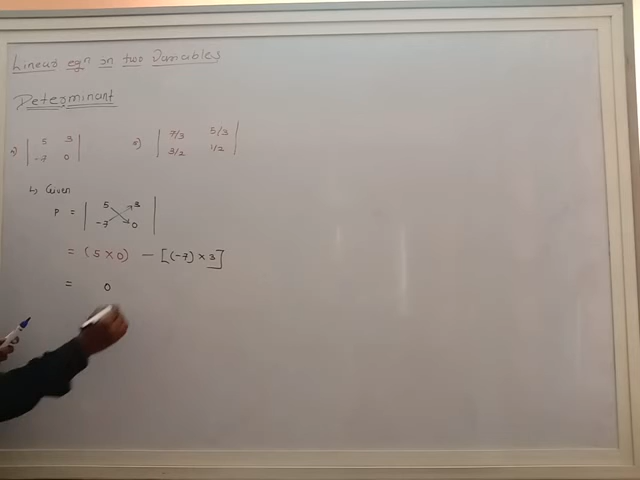 Linear eqn in two Variables
Determinant
| 5 3 |
| -7 0 |
| 7/3 5/3 |
| 3/2 1/2 |
Given
P = | 5 3 |
| -7 0 |
= (5 × 0) - [(-7) × 3]
= 0